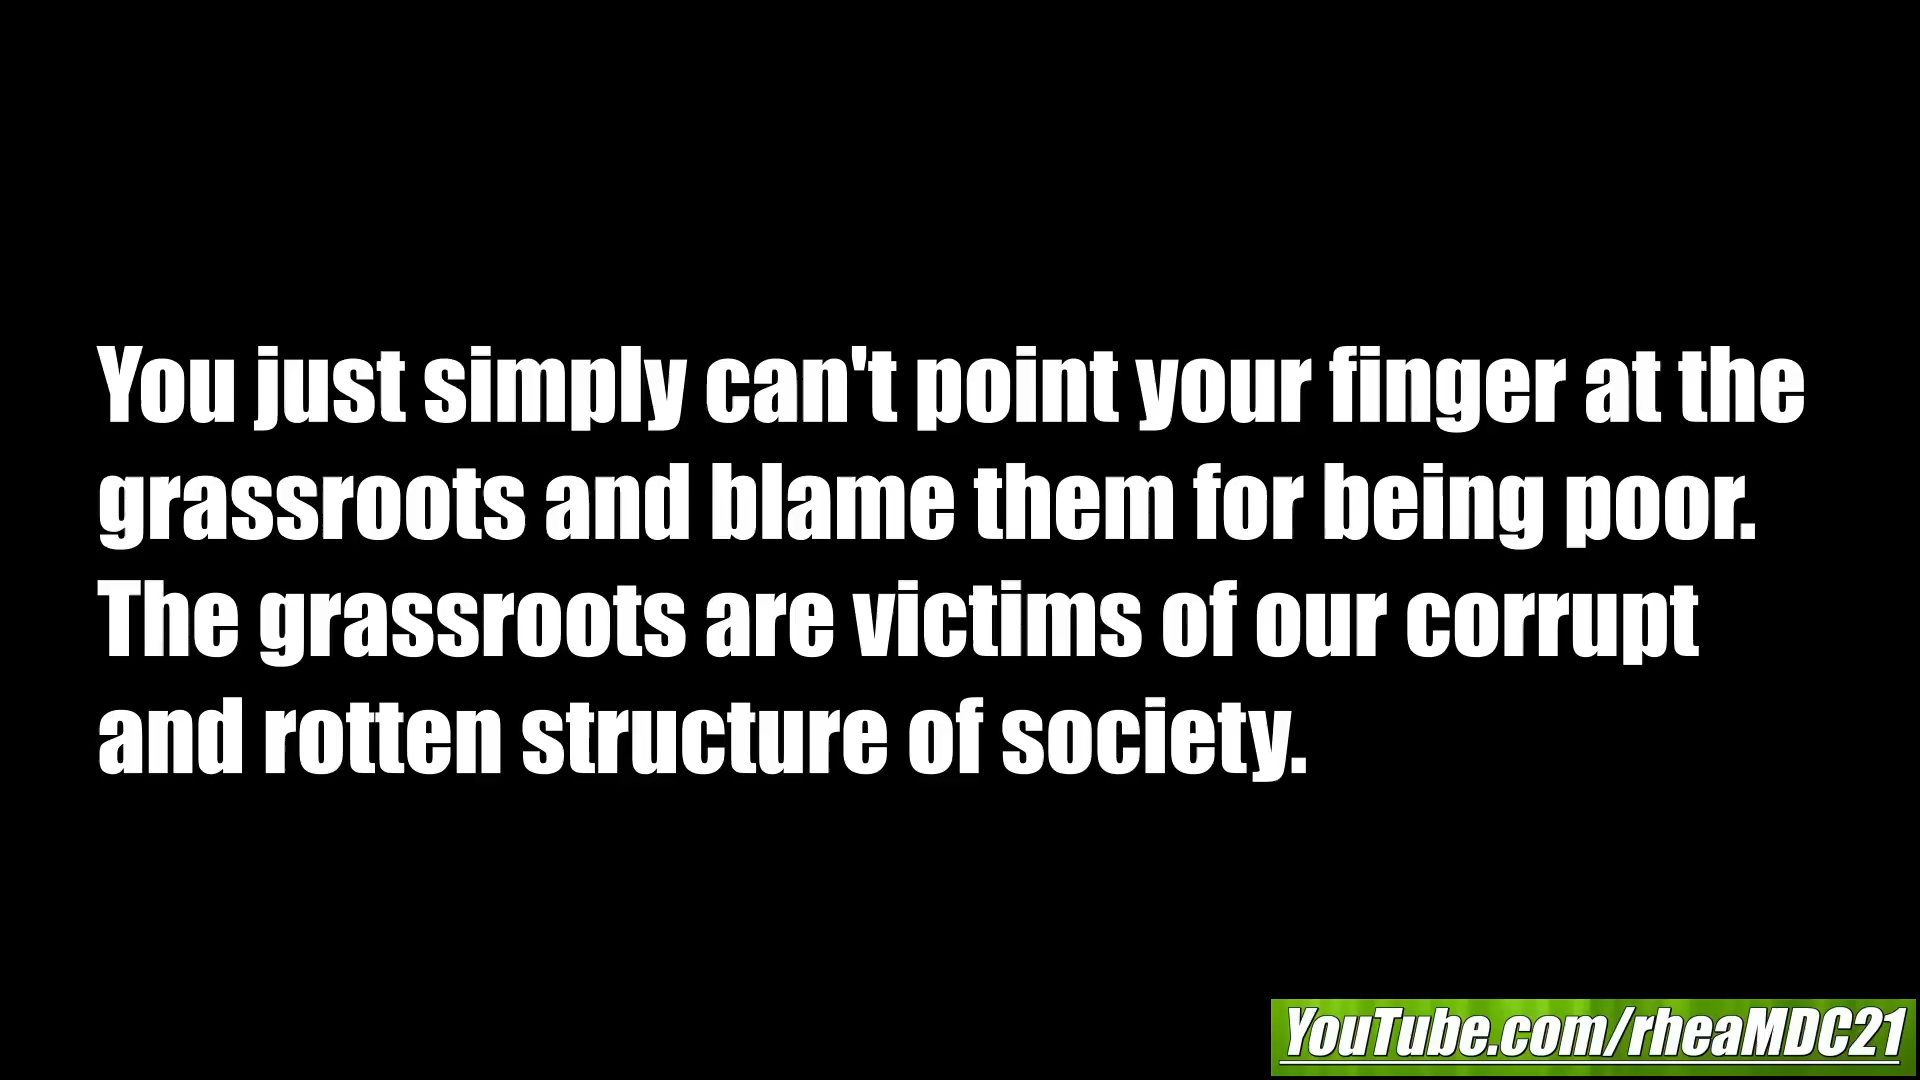 You just simply can't point your finger at the
grassroots and blame them for being poor.
The grassroots are victims of our corrupt
and rotten structure of society.
YouTube.com/rheaMDC21